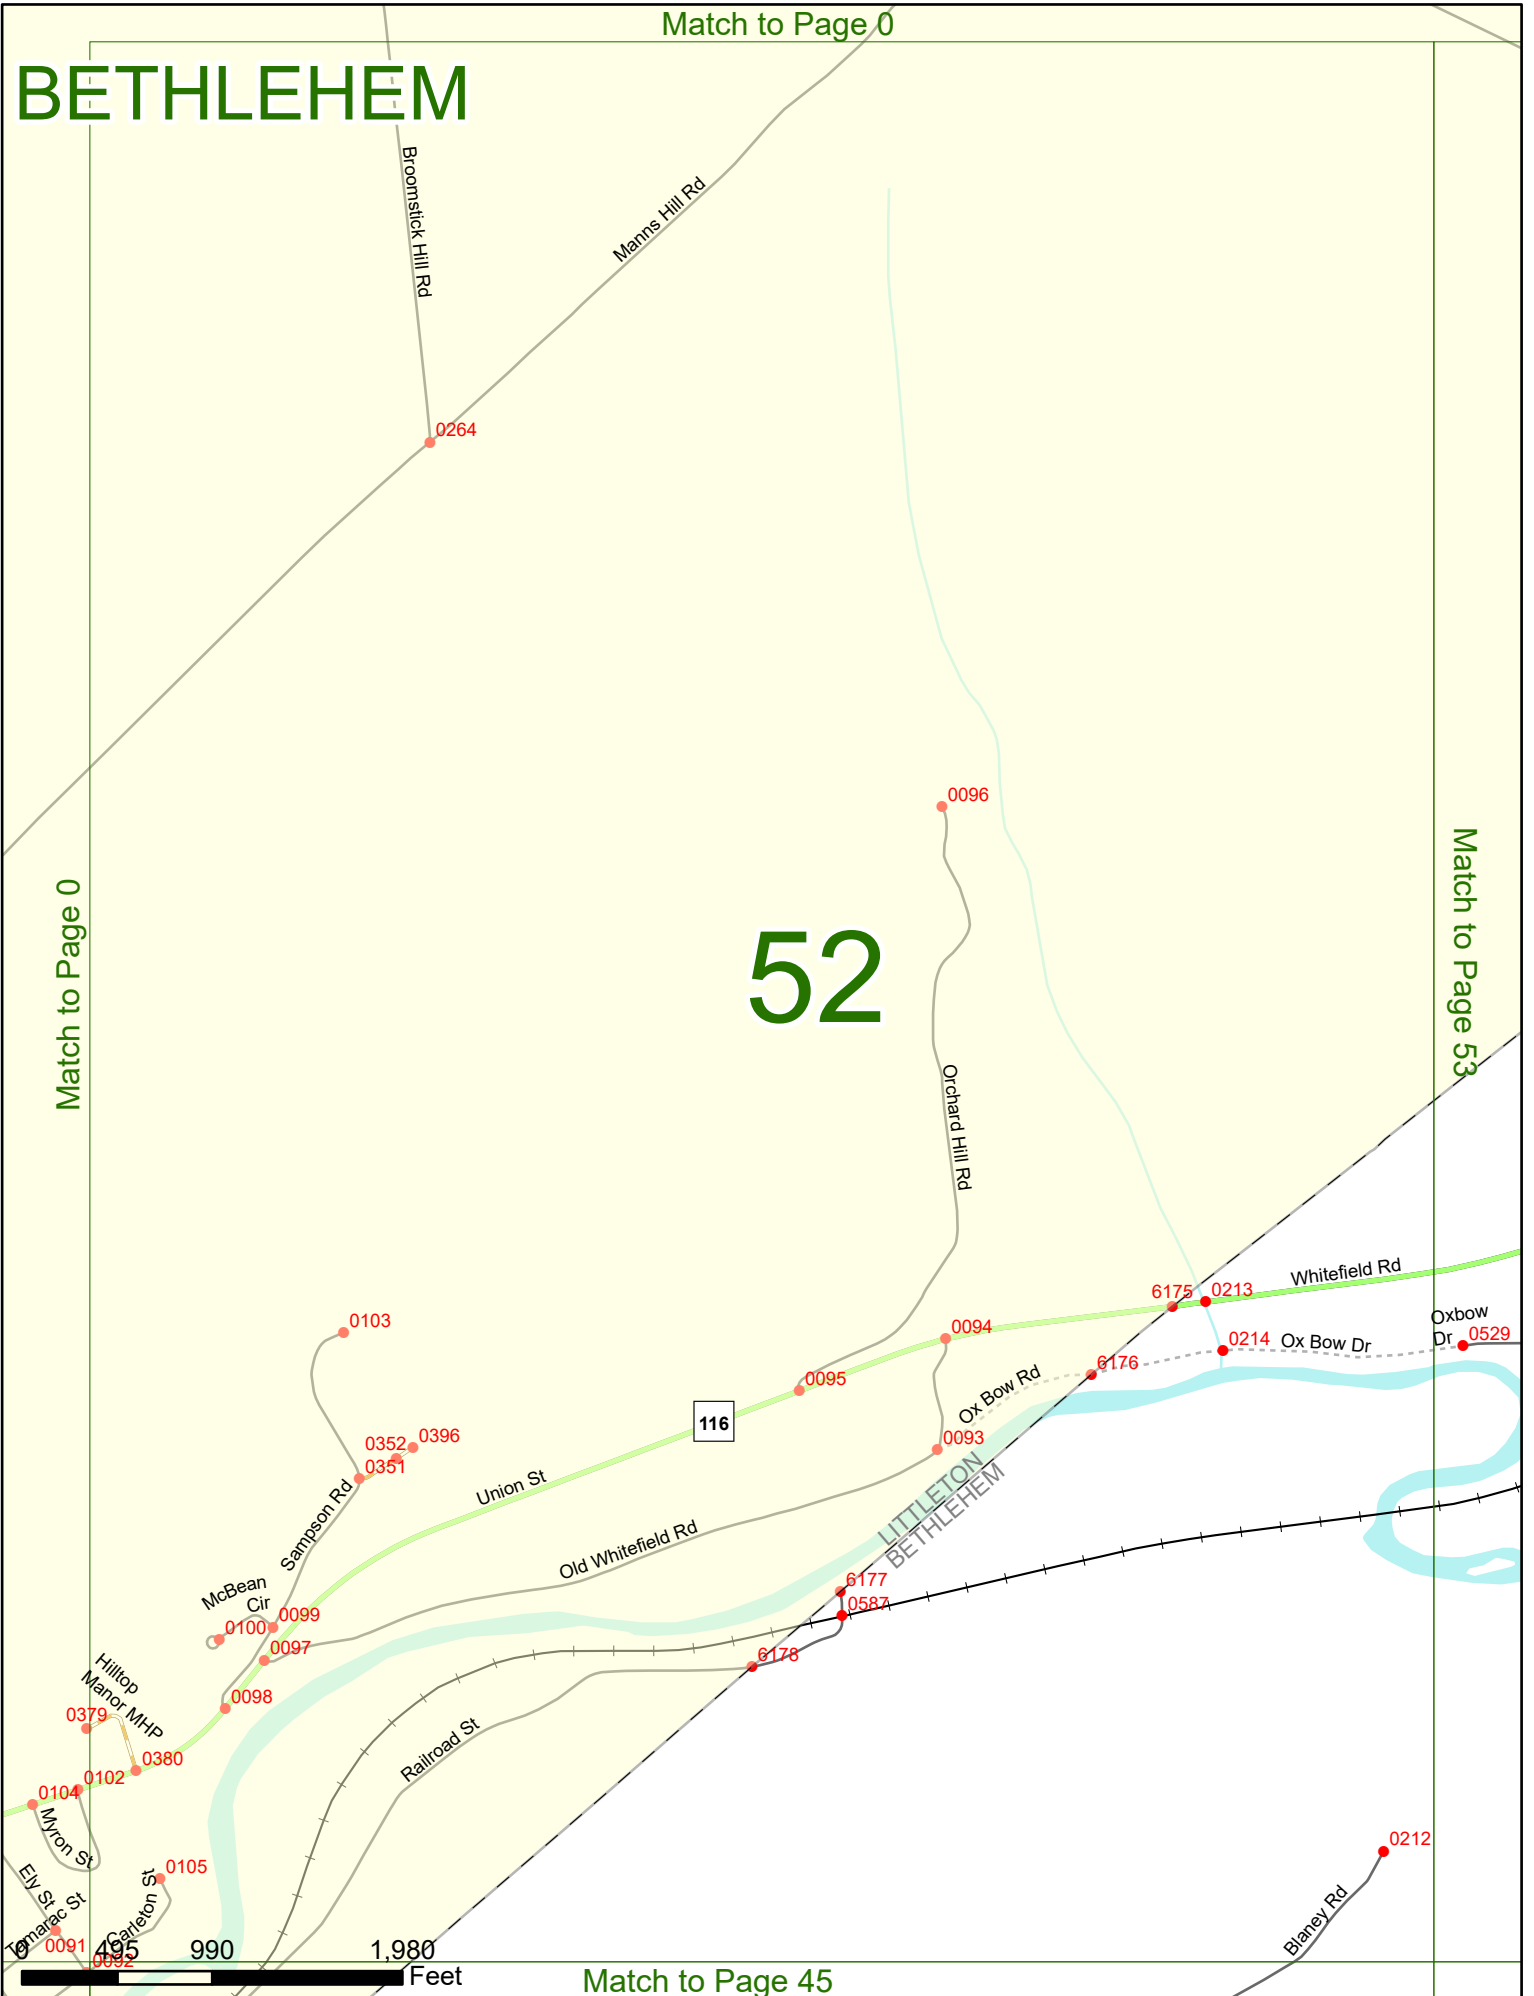 Match to Page 0
BETHLEHEM
Broomstick Hill Rd
Manns Hill Rd
0264
0096
Match to Page 0
52
Match to Page 53
Orchard Hill Rd
Whitefield Rd
6175
0213
0103
0094
0214
Ox Bow Dr
Oxbow
Dr
0529
6176
0095
Ox Bow Rd
116
0352
0396
0351
0093
Union St
Sampson Rd
LITTLETON
BETHLEHEM
Old Whitefield Rd
McBean
Cir
6177
0587
0099
0100
0097
6178
Hilltop
Manor MHP
0098
0379
Railroad St
0380
0102
0104
Myron St
0105
0212
Ely St
Tamarac St
Carleton St
Blaney Rd
0091
0092
0
495
990
1,980
Feet
Match to Page 45